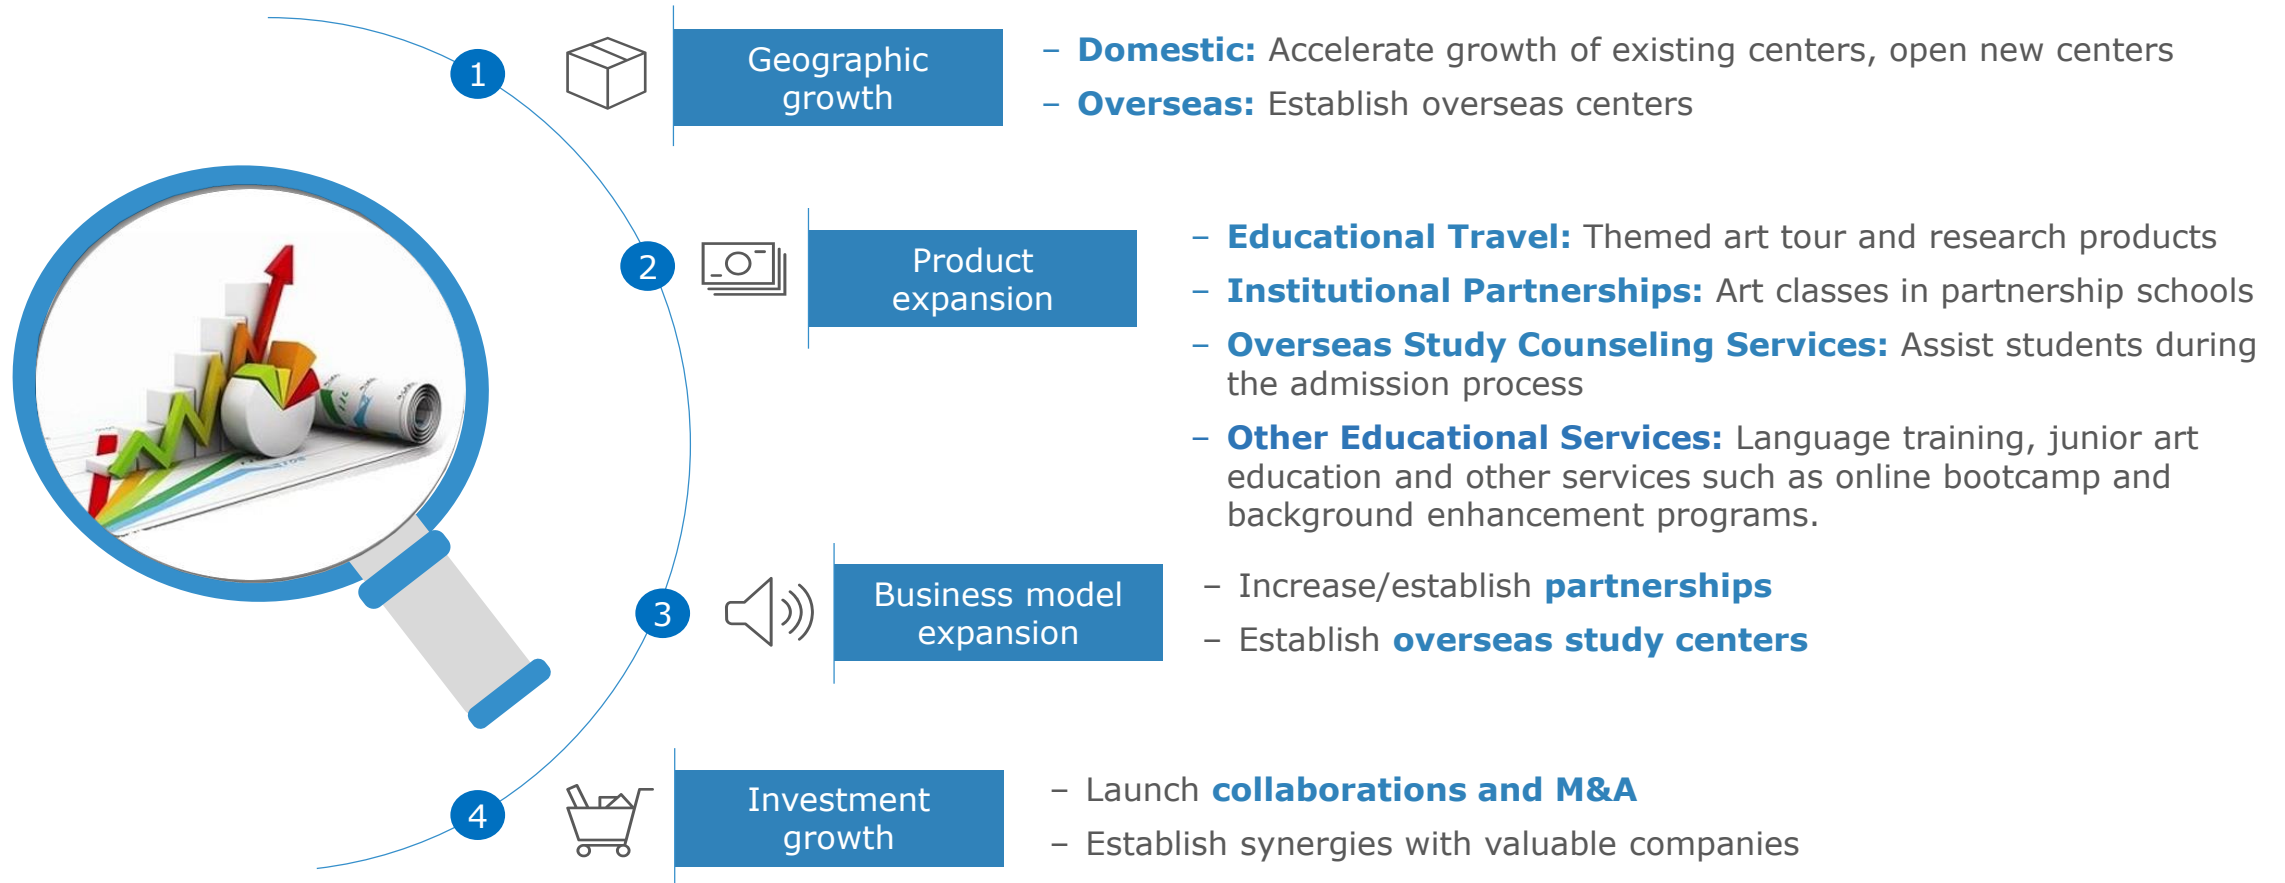 1
Geographic
growth
– Domestic: Accelerate growth of existing centers, open new centers
– Overseas: Establish overseas centers
2
Product
expansion
– Educational Travel: Themed art tour and research products
– Institutional Partnerships: Art classes in partnership schools
– Overseas Study Counseling Services: Assist students during
the admission process
– Other Educational Services: Language training, junior art
education and other services such as online bootcamp and
background enhancement programs.
3
Business model
expansion
– Increase/establish partnerships
– Establish overseas study centers
4
Investment
growth
– Launch collaborations and M&A
– Establish synergies with valuable companies